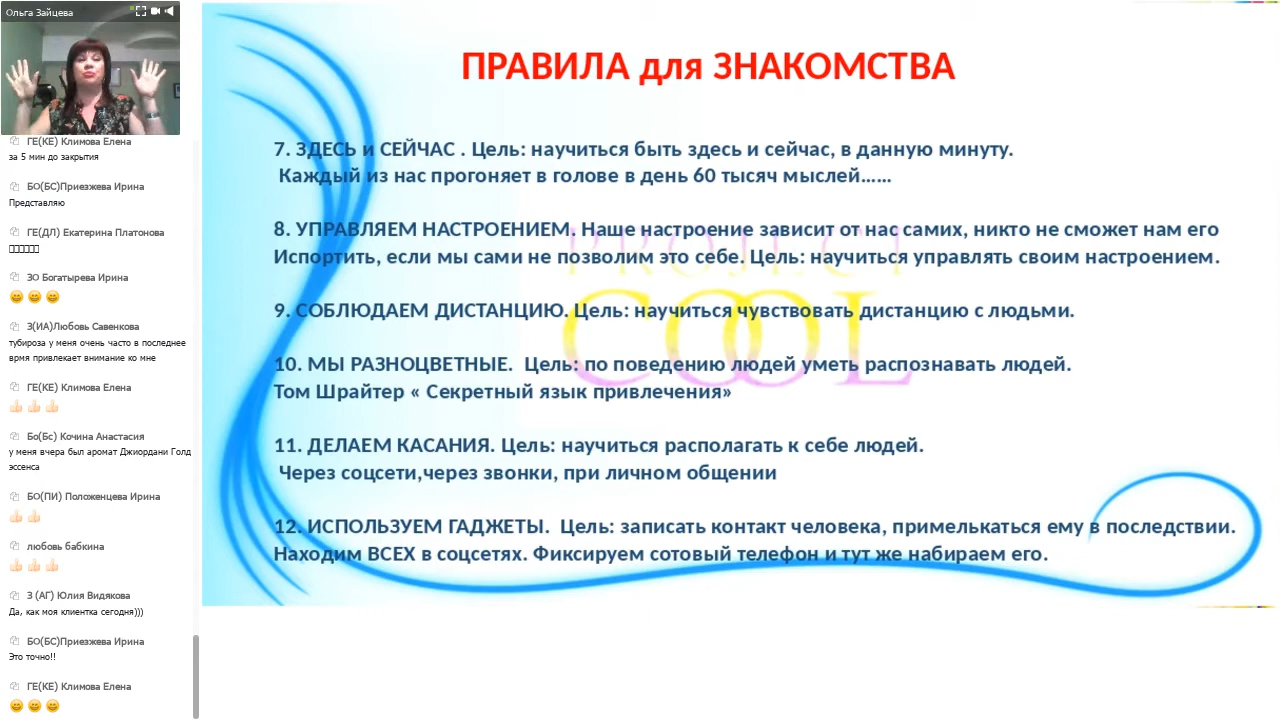 Ольга Зайцева
ГЕ(КЕ) Климова Елена
за 5 мин до закрытия
БО(БС)Приезжева Ирина
Представляю
ГЕ(ДЛ) Екатерина Платонова
ЗО Богатырева Ирина
З(ИА)Любовь Савенкова
тубироза у меня очень часто в последнее
врмя привлекает внимание ко мне
ГЕ(КЕ) Климова Елена
Бо(Бс) Кочина Анастасия
у меня вчера был аромат Джиордани Голд
эссенса
БО(ПИ) Положенцева Ирина
любовь бабкина
З (АГ) Юлия Видякова
Да, как моя клиентка сегодня)))
БО(БС)Приезжева Ирина
Это точно!!
ГЕ(КЕ) Климова Елена
ПРАВИЛА для ЗНАКОМСТВА
7. ЗДЕСЬ и СЕЙЧАС . Цель: научиться быть здесь и сейчас, в данную минуту.
Каждый из нас прогоняет в голове в день 60 тысяч мыслей……
8. УПРАВЛЯЕМ НАСТРОЕНИЕМ. Наше настроение зависит от нас самих, никто не сможет нам его
Испортить, если мы сами не позволим это себе. Цель: научиться управлять своим настроением.
9. СОБЛЮДАЕМ ДИСТАНЦИЮ. Цель: научиться чувствовать дистанцию с людьми.
10. МЫ РАЗНОЦВЕТНЫЕ. Цель: по поведению людей уметь распознавать людей.
Том Шрайтер « Секретный язык привлечения»
11. ДЕЛАЕМ КАСАНИЯ. Цель: научиться располагать к себе людей.
Через соцсети,через звонки, при личном общении
12. ИСПОЛЬЗУЕМ ГАДЖЕТЫ. Цель: записать контакт человека, примелькаться ему в последствии.
Находим ВСЕХ в соцсетях. Фиксируем сотовый телефон и тут же набираем его.
PROJECT
COOL